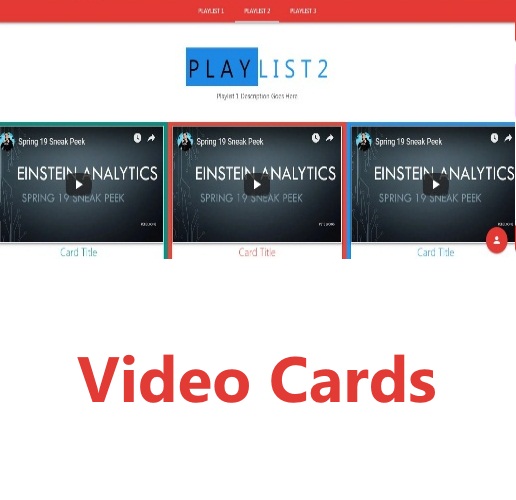 PLAYLIST 1 PLAYLIST 2 PLAYLIST 3
PLAYLIST2
Playlist 1 Description Goes Here
Spring 19 Sneak Peek Spring 19 Sneak Peek Spring 19 Sneak Peek
EINSTEIN ANALYTICS EINSTEIN ANALYTICS EINSTEIN ANALYTICS
SPRING 19 SNEAK PEEK SPRING 19 SNEAK PEEK SPRING 19 SNEAK PEEK
Card Title Card Title Card Title
Video Cards